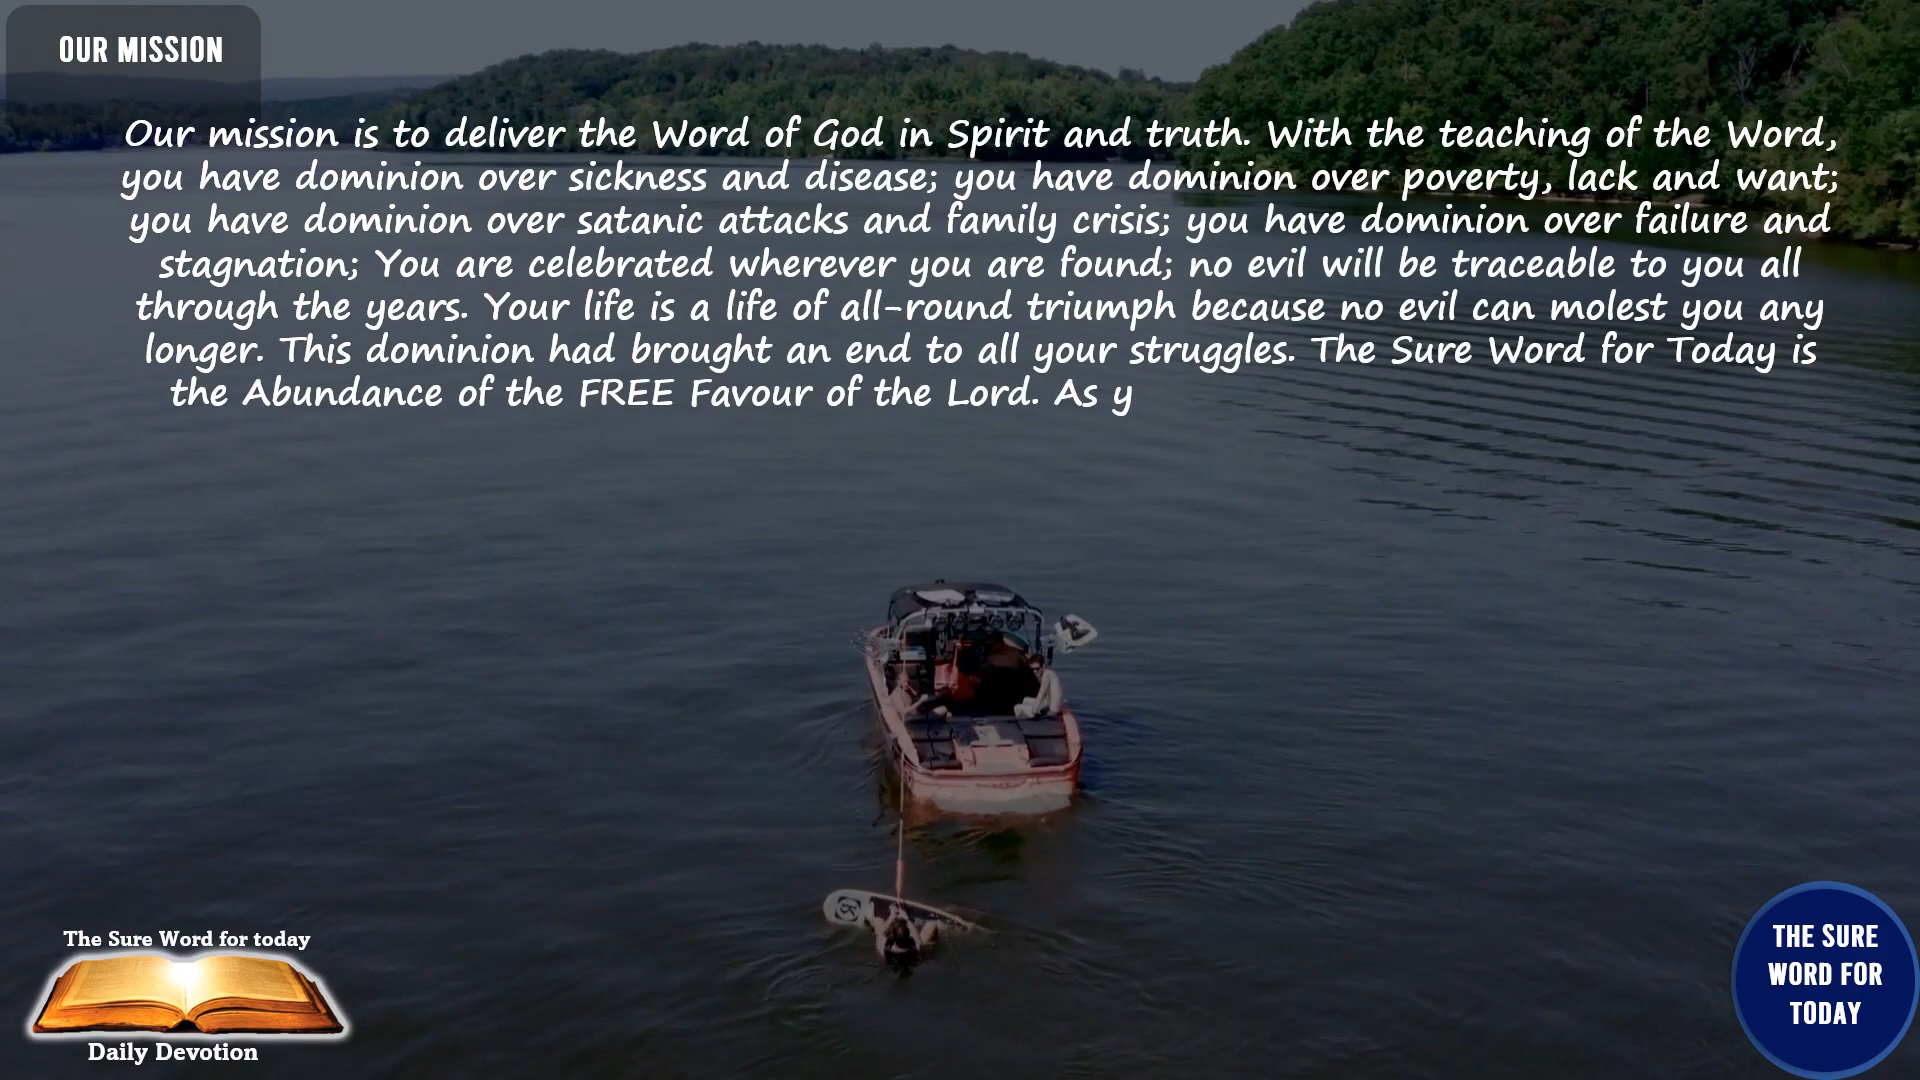 OUR MISSION
Our mission is to deliver the Word of God in Spirit and truth. With the teaching of the Word,
you have dominion over sickness and disease; you have dominion over poverty, lack and want;
you have dominion over satanic attacks and family crisis; you have dominion over failure and
stagnation; You are celebrated wherever you are found; no evil will be traceable to you all
through the years. Your life is a life of all-round triumph because no evil can molest you any
longer. This dominion had brought an end to all your struggles. The Sure Word for Today is
the Abundance of the FREE Favour of the Lord. As y
The Sure Word for today
Daily Devotion
THE SURE
WORD FOR
TODAY